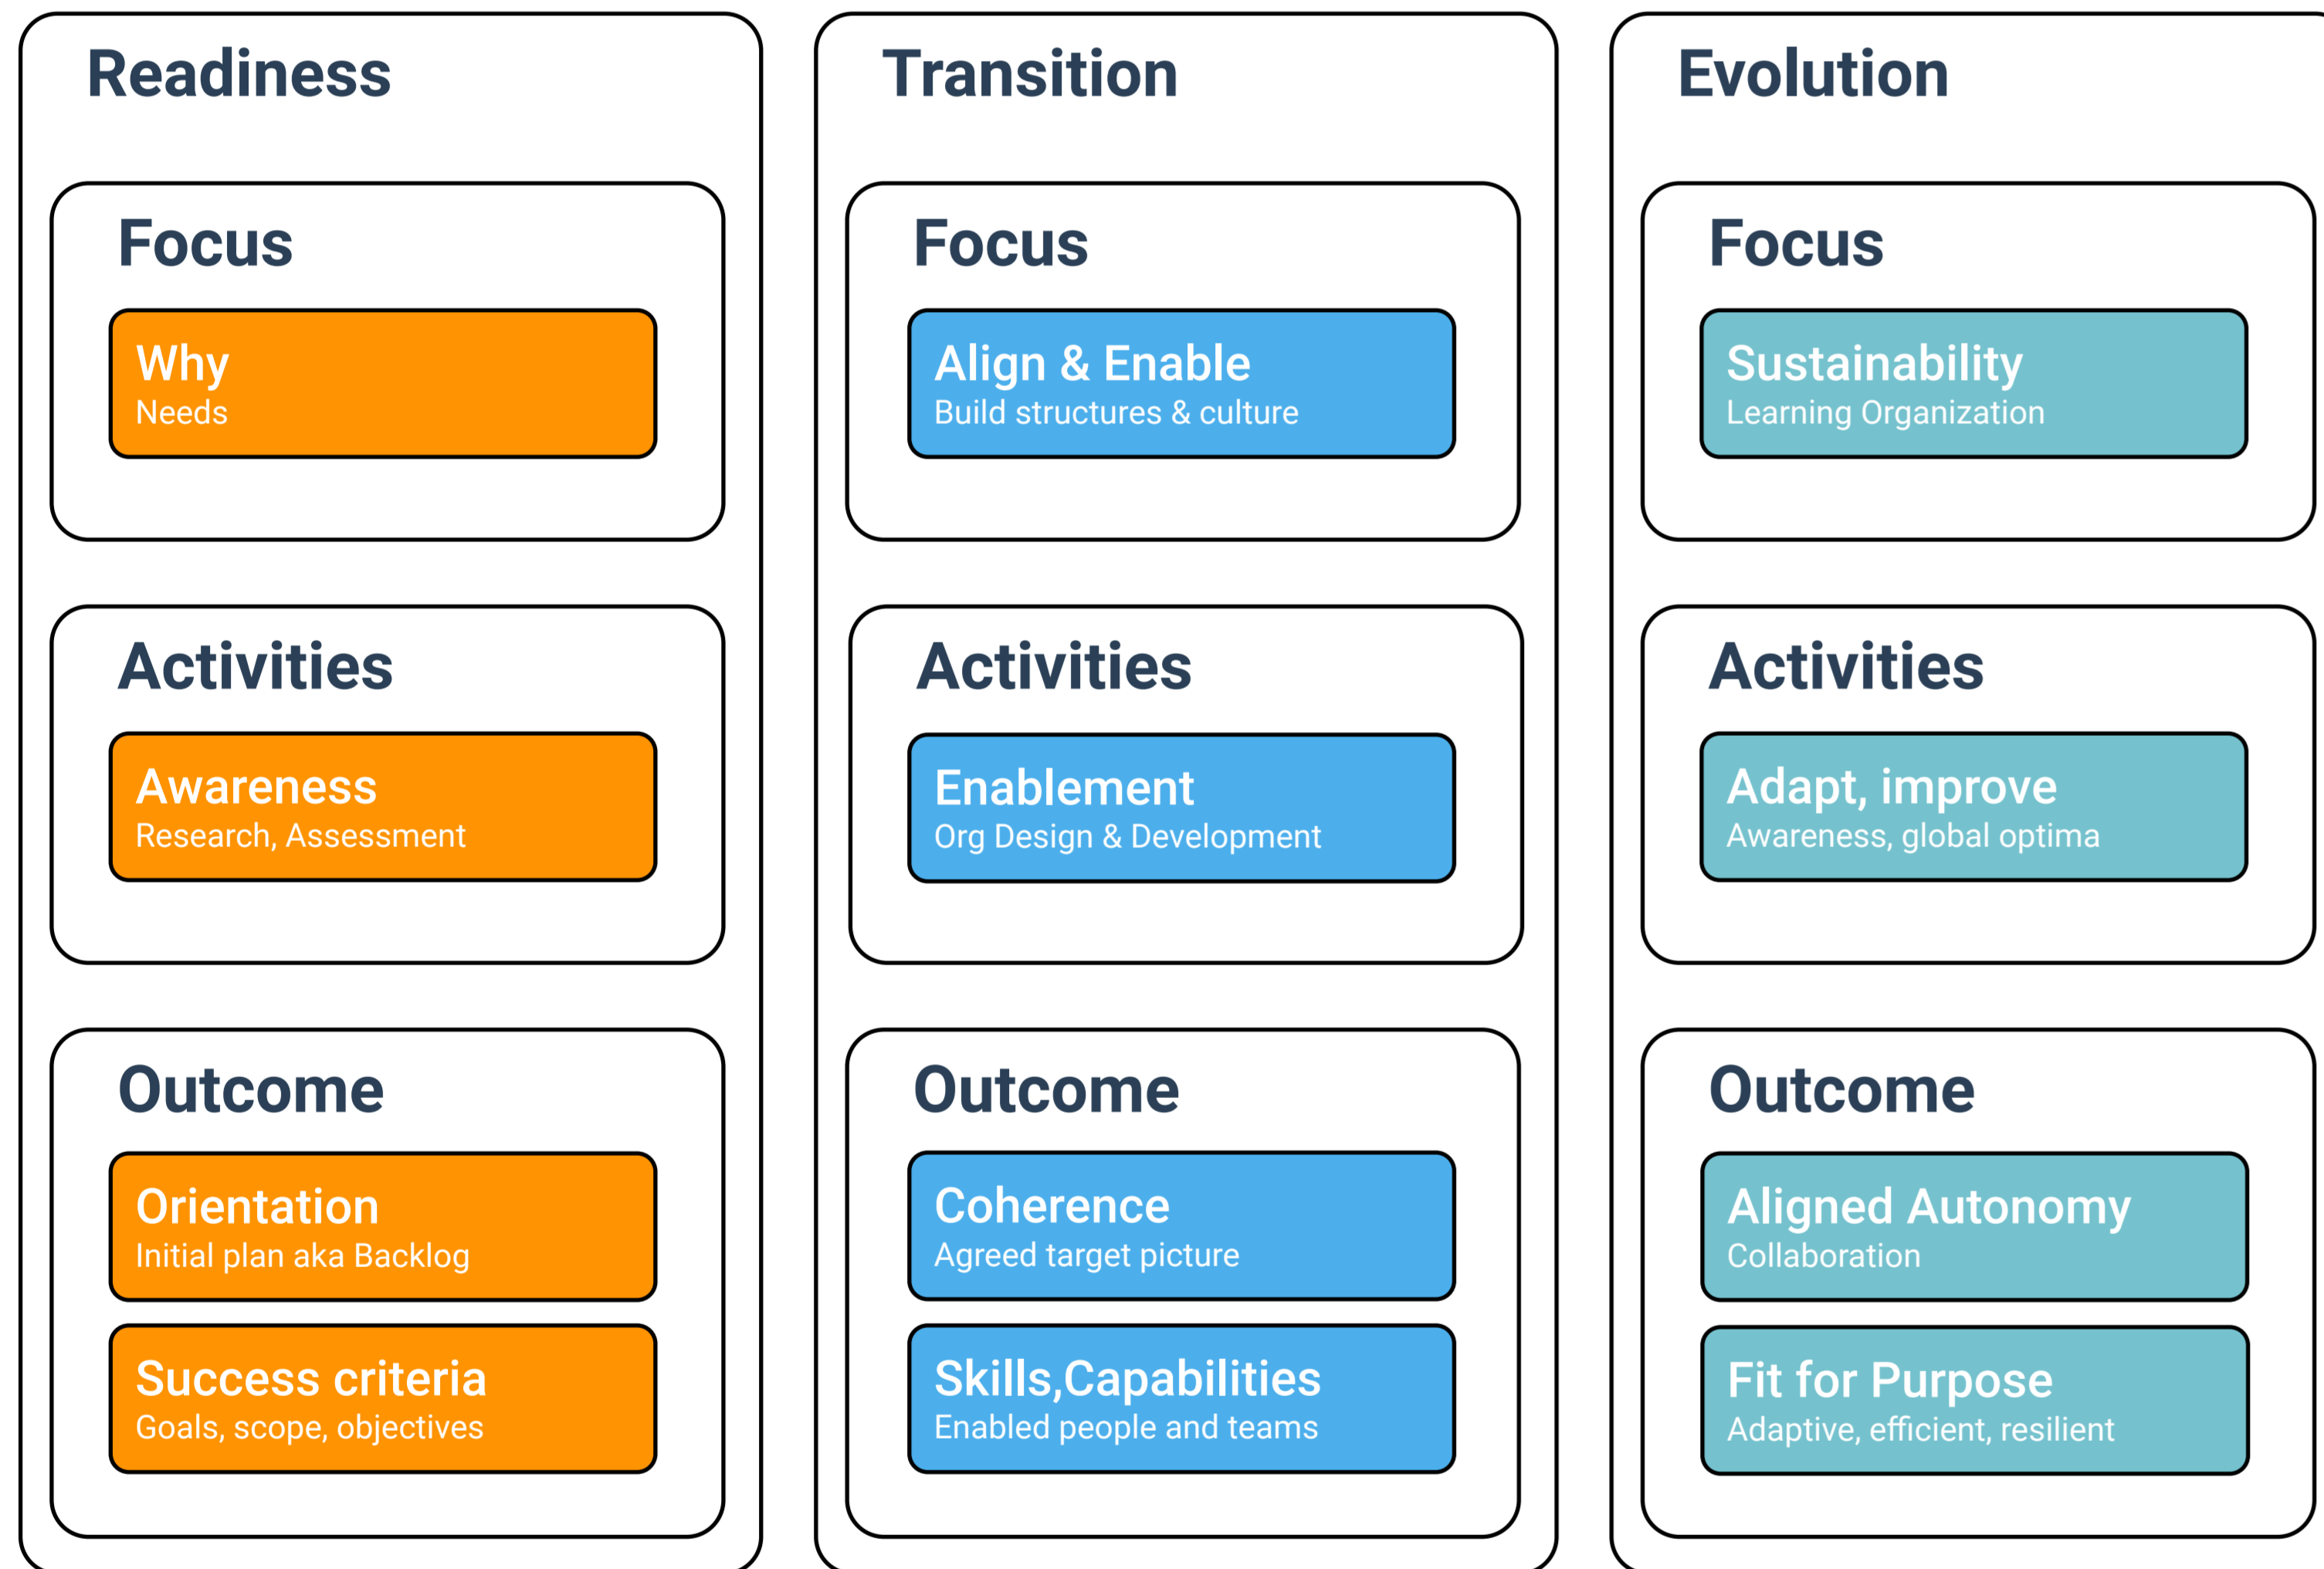 Readiness
Focus
Why
Needs
Activities
Awareness
Research, Assessment
Outcome
Orientation
Initial plan aka Backlog
Success criteria
Goals, scope, objectives
Transition
Focus
Align & Enable
Build structures & culture
Activities
Enablement
Org Design & Development
Outcome
Coherence
Agreed target picture
Skills,Capabilities
Enabled people and teams
Evolution
Focus
Sustainability
Learning Organization
Activities
Adapt, improve
Awareness, global optima
Outcome
Aligned Autonomy
Collaboration
Fit for Purpose
Adaptive, efficient, resilient